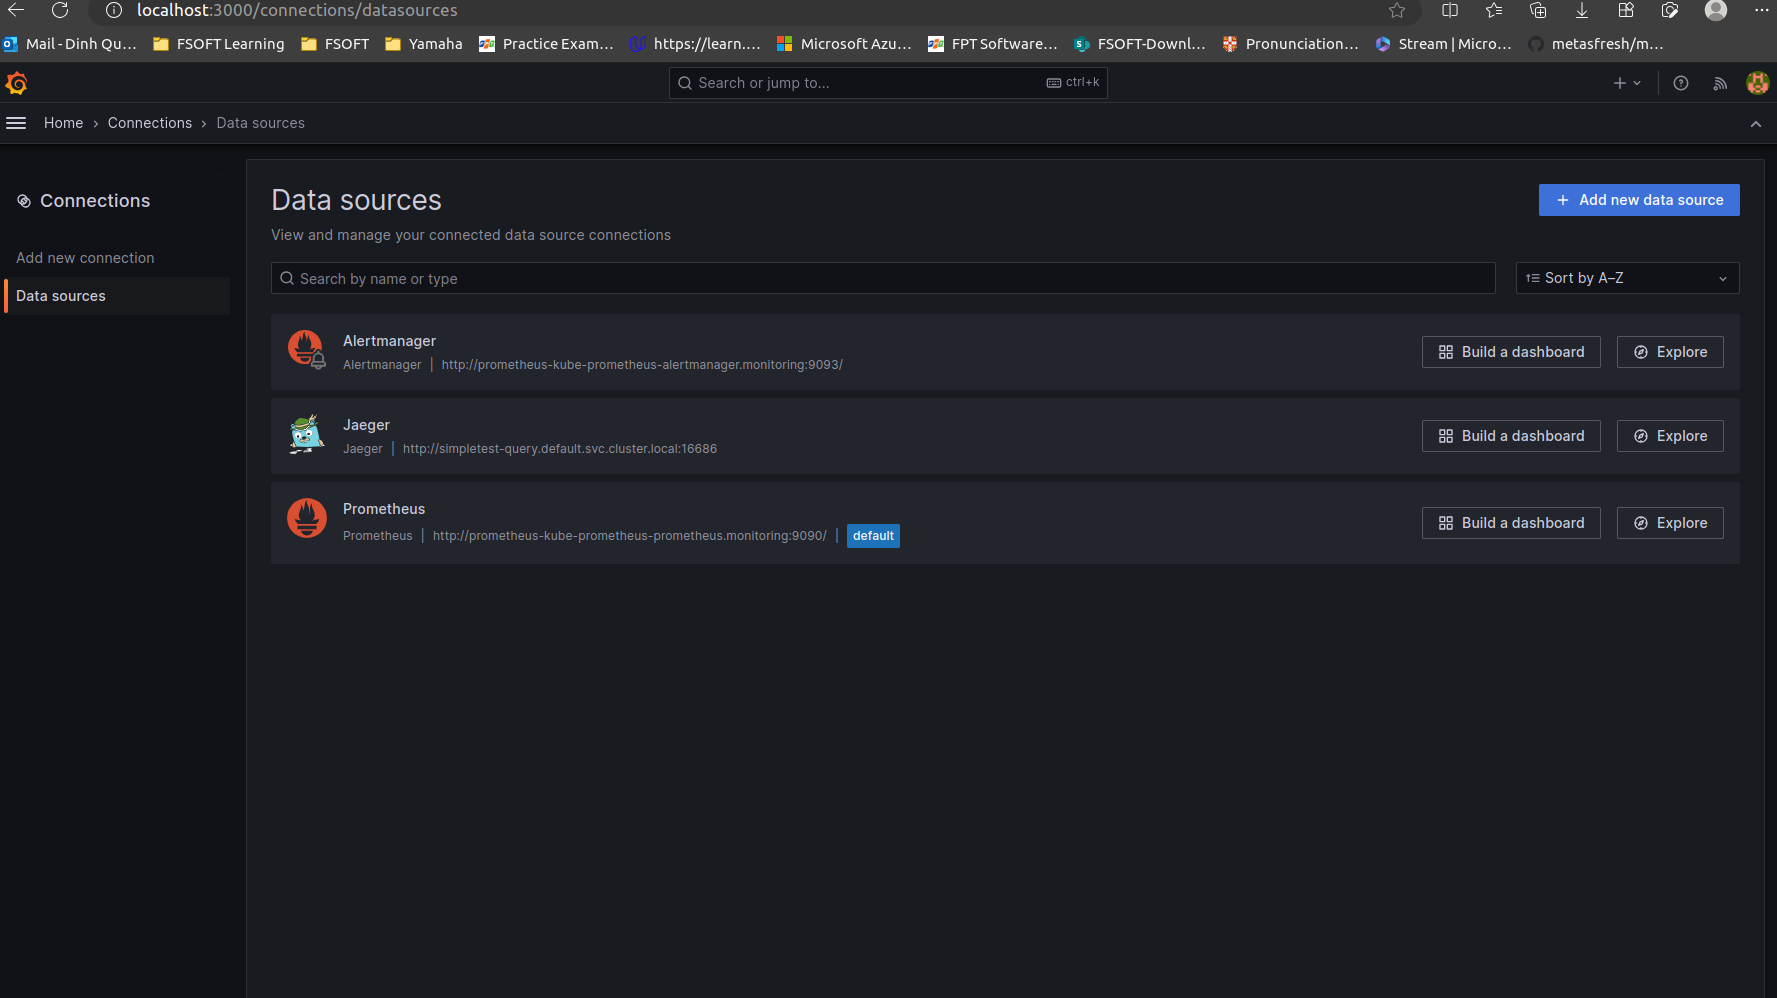 localhost:3000/connections/datasources
Mail - Dinh Qu... FSOFT Learning FSOFT Yamaha Practice Exam... https://learn.... Microsoft Azu... FPT Software... FSOFT-Downl... Pronunciation... Stream | Micro... metasfresh/m...
Search or jump to... ctrl+k
Home › Connections › Data sources
Connections
Add new connection
Data sources
Data sources
Add new data source
View and manage your connected data source connections
Search by name or type
Sort by A–Z
Alertmanager
Alertmanager | http://prometheus-kube-prometheus-alertmanager.monitoring:9093/
Build a dashboard
Explore
Jaeger
Jaeger | http://simpletest-query.default.svc.cluster.local:16686
Build a dashboard
Explore
Prometheus
Prometheus | http://prometheus-kube-prometheus-prometheus.monitoring:9090/ | default
Build a dashboard
Explore